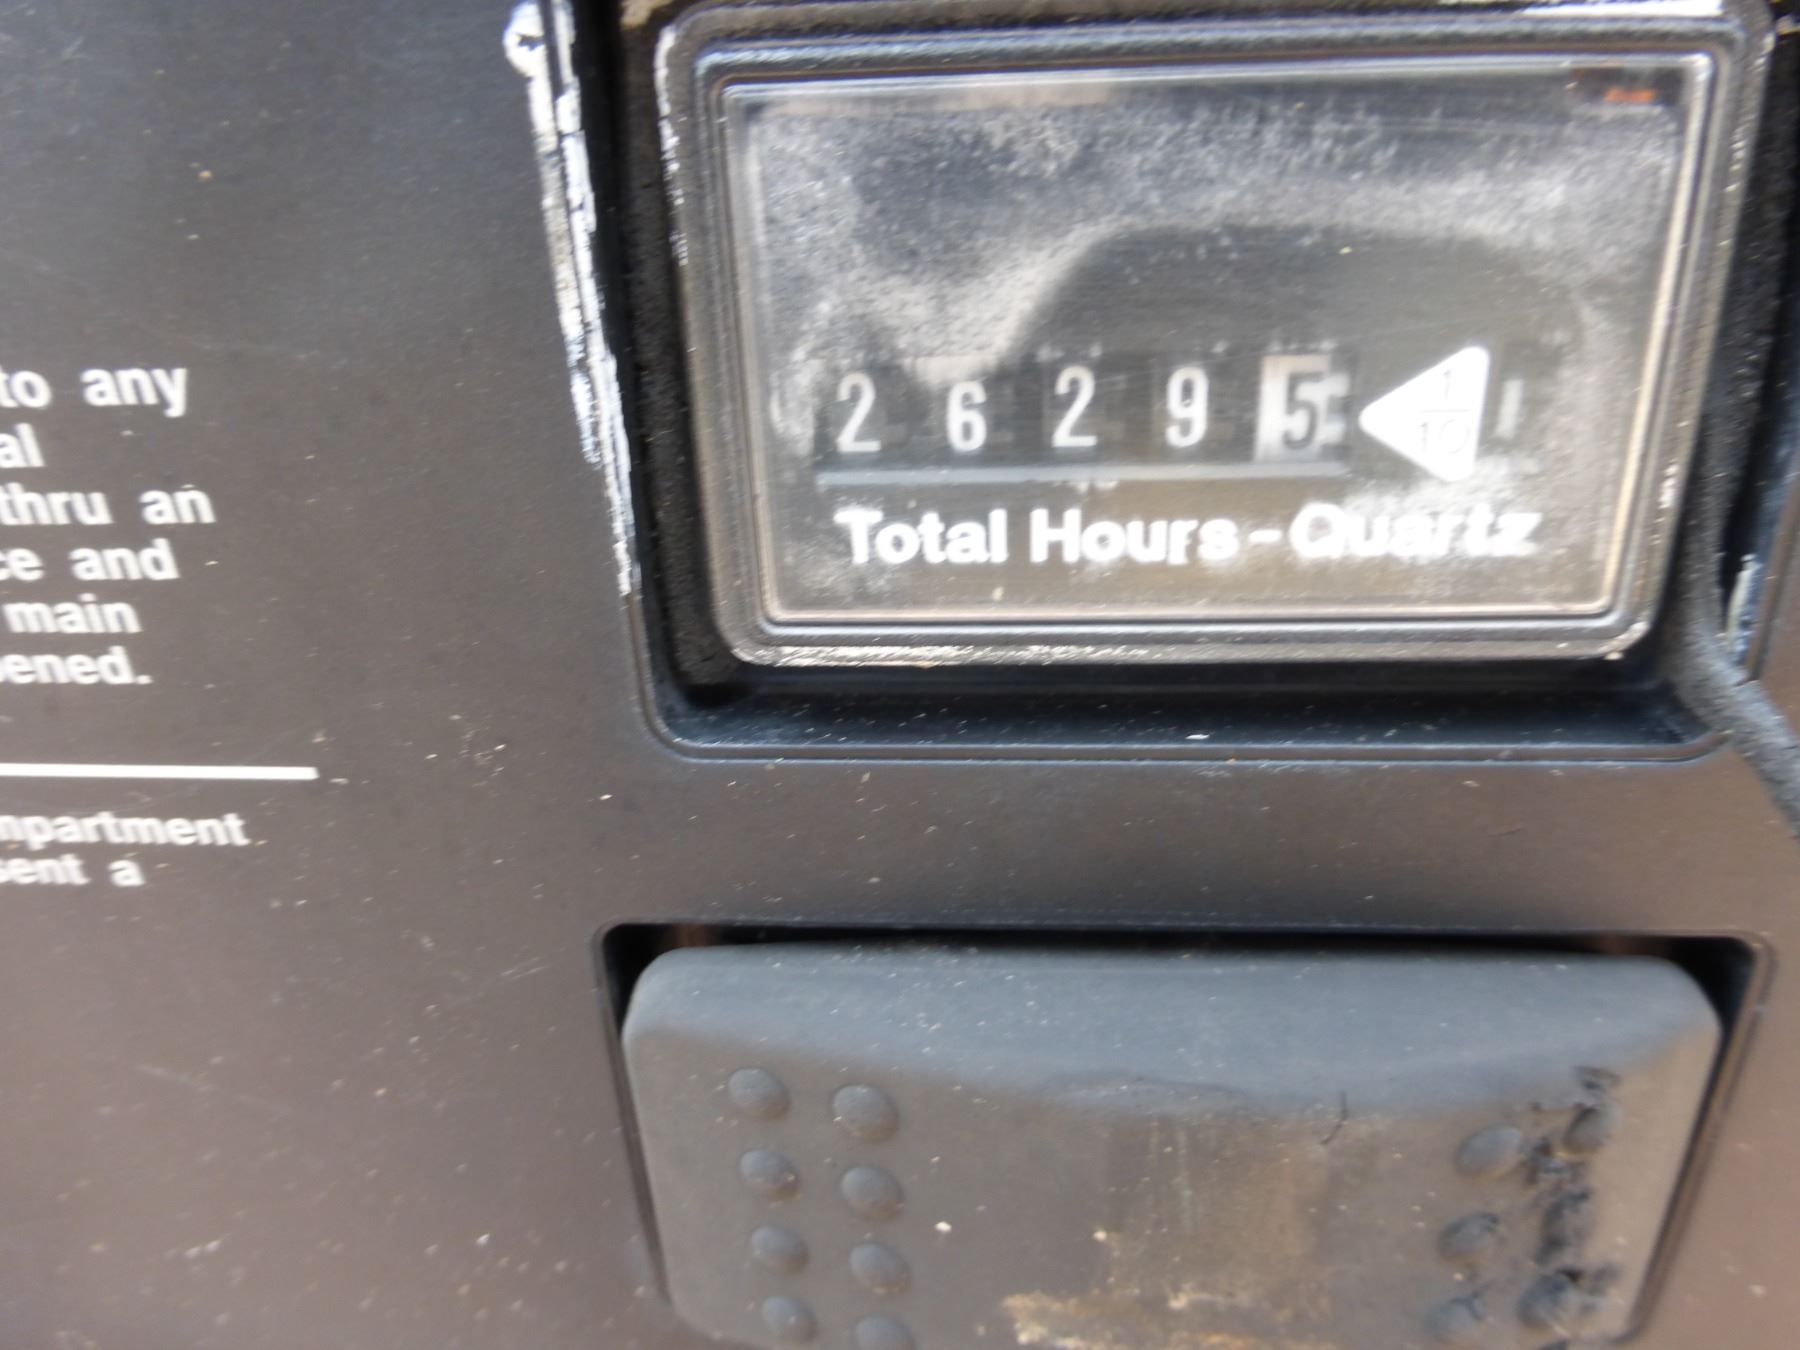 to any
al
thru an
ce and
main
pened.
mpartment
sent a
2 6 2 9 5
1
10
Total Hours - Quartz